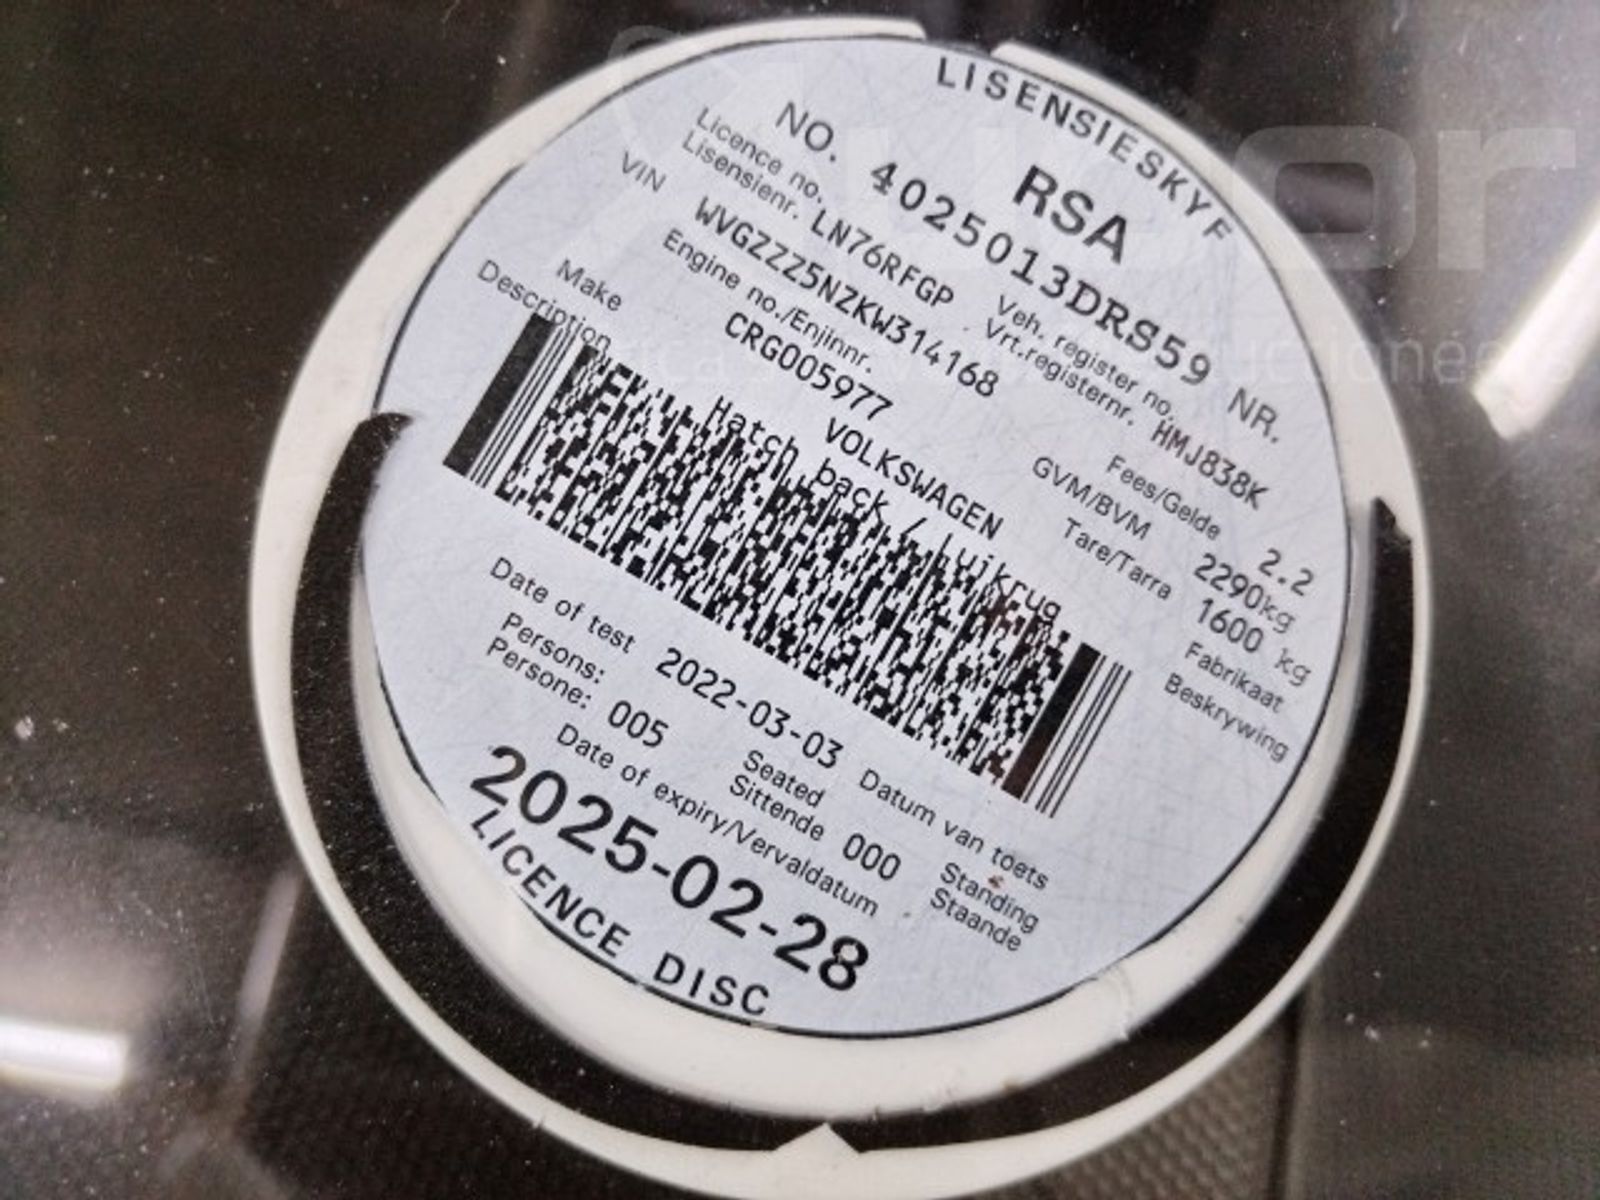 LISENSIESKYF
RSA
NO. 4025013DRS59 NR.
Licence no.
Lisensienr. LN76RFGP
Veh. register no.
Vrt.registernr. HMJ838K
VIN WVGZZZ5NZKW314168
Fees/Gelde 2.2
Engine no./Enjinnr.
CRG005977
GVM/BVM 2290kg
Tare/Tarra 1600 kg
Make VOLKSWAGEN Fabrikaat
Description Hatch back / Luikrug Beskrywing
Date of test 2022-03-03 Datum van toets
Persons:
Persone: 005
Seated
Sittende 000
Standing
Staande
Date of expiry/Vervaldatum
2025-02-28
LICENCE DISC